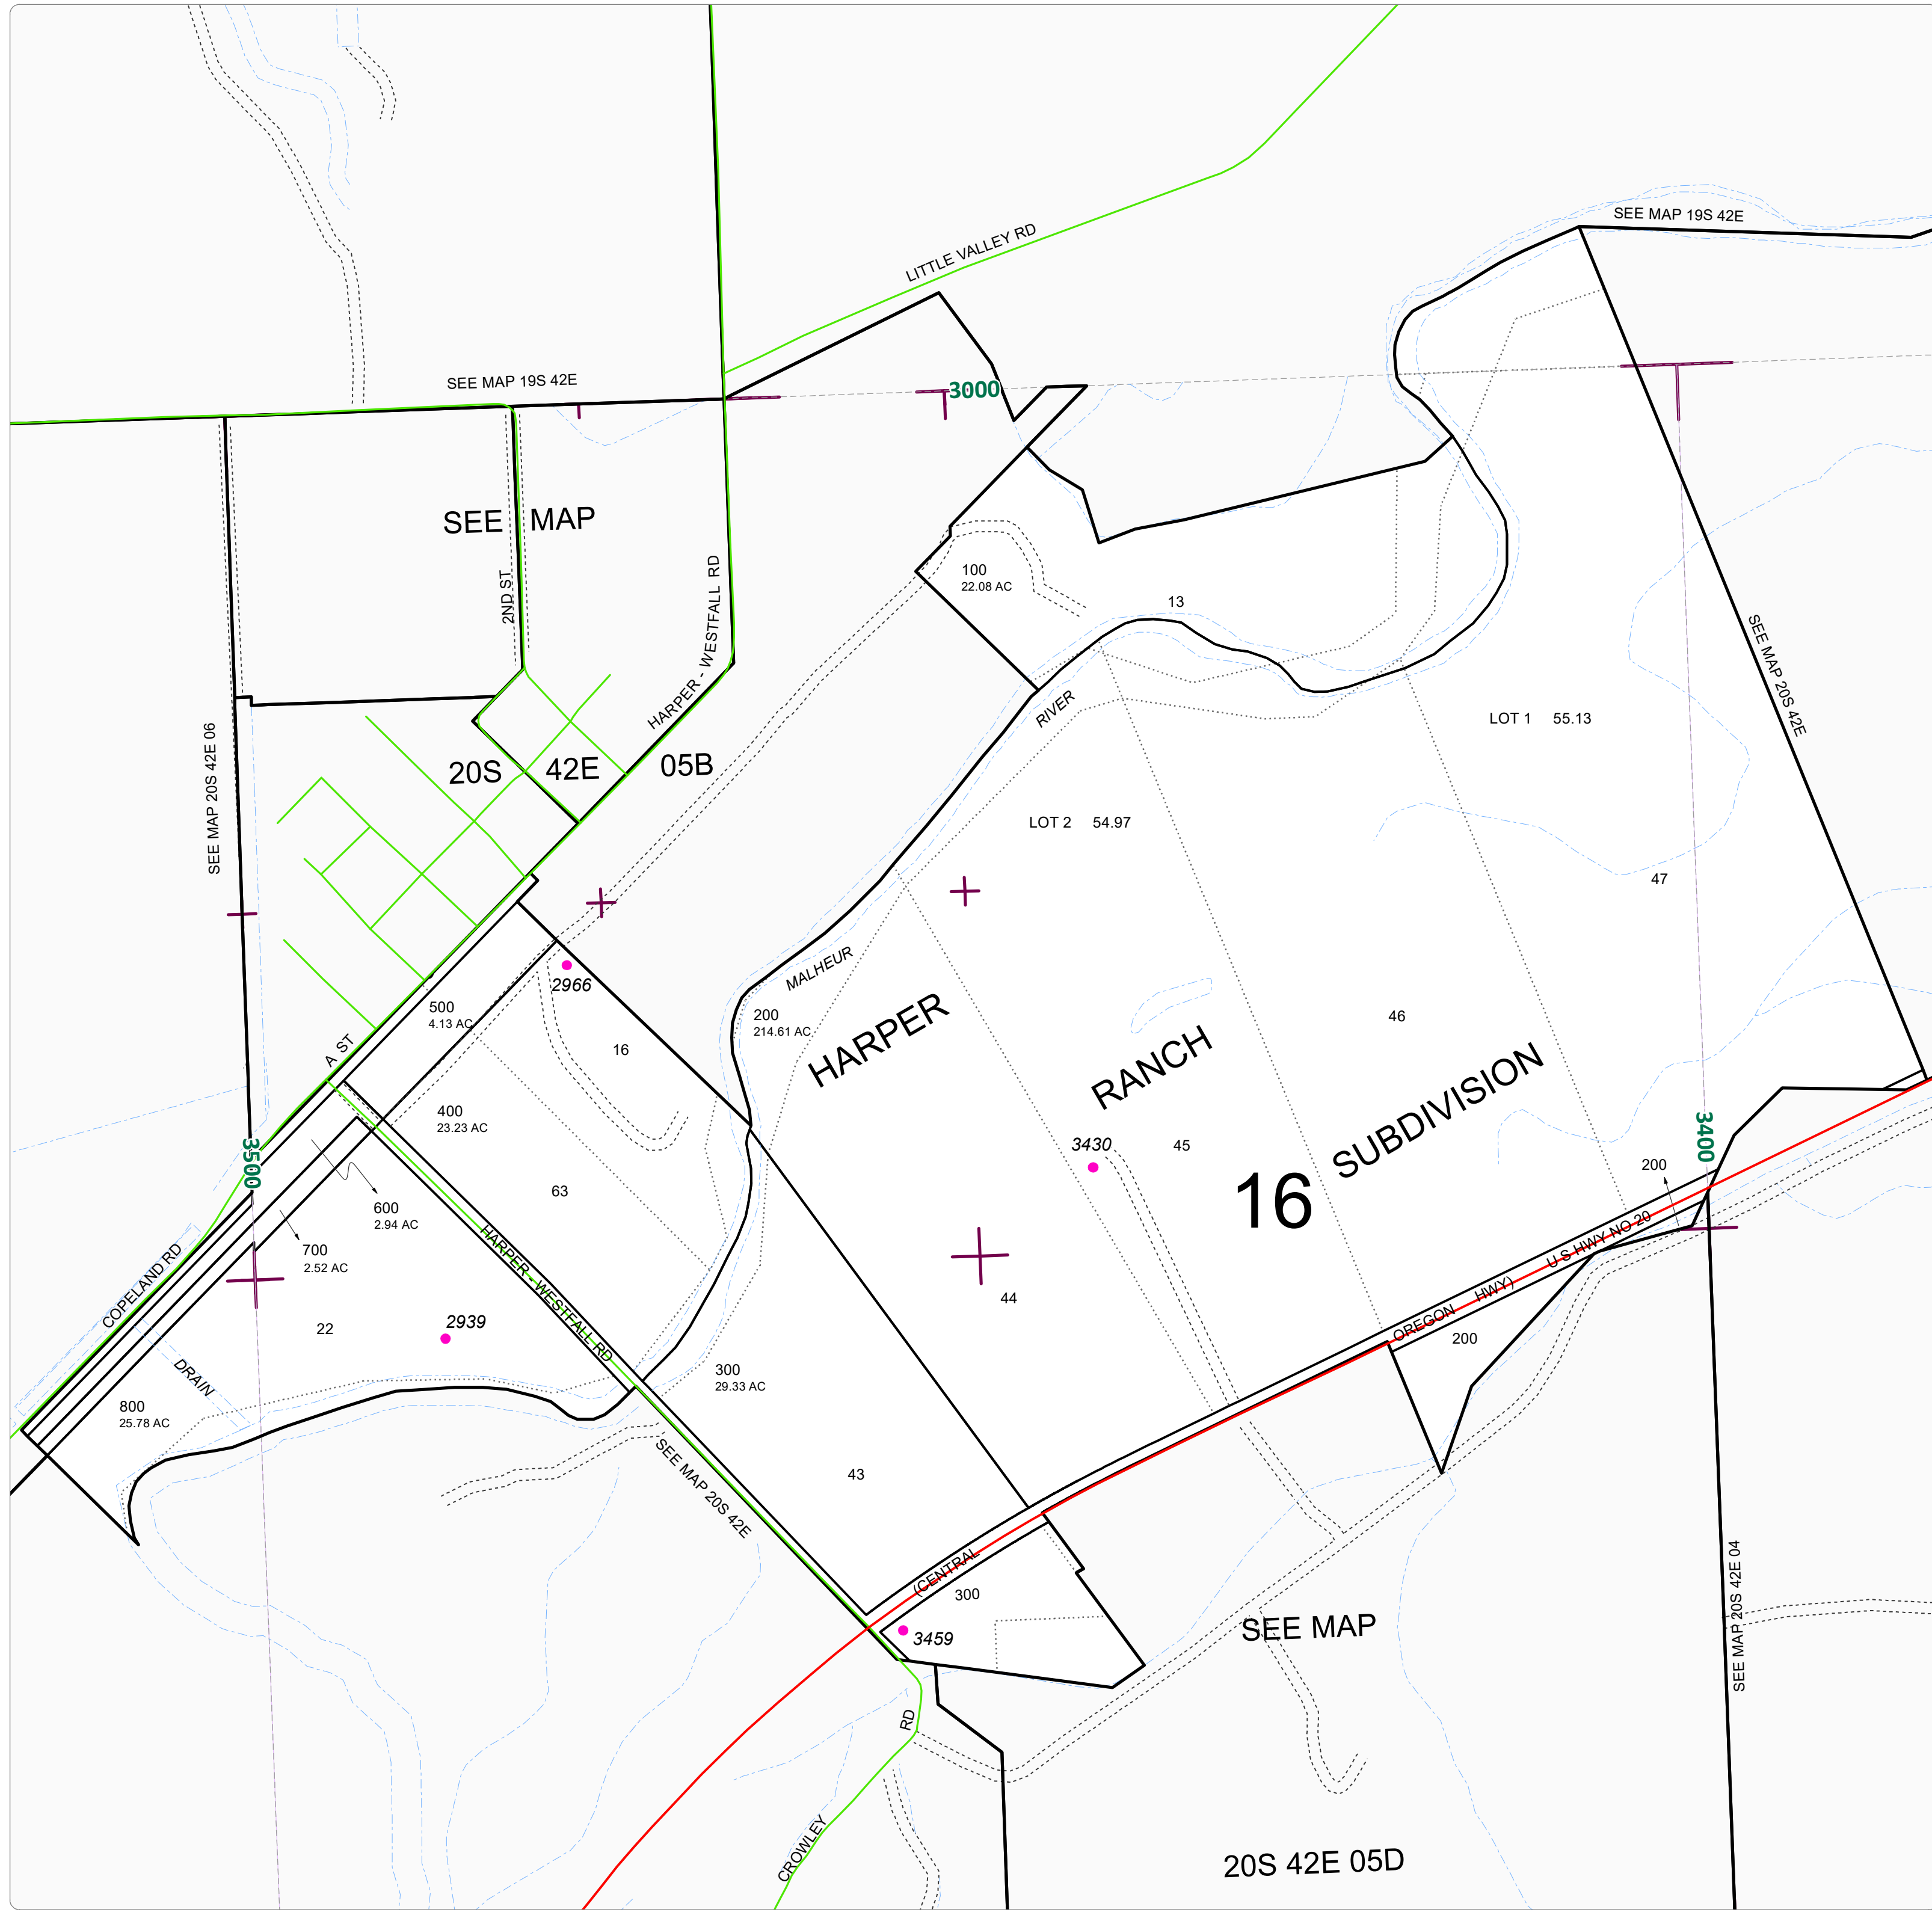 SEE MAP 19S 42E
LITTLE VALLEY RD
SEE MAP 19S 42E
3000
SEE MAP
2ND ST
HARPER - WESTFALL RD
100
22.08 AC
13
SEE MAP 20S 42E
RIVER
LOT 1 55.13
SEE MAP 20S 42E 06
20S 42E 05B
LOT 2 54.97
47
MALHEUR
2966
500
4.13 AC
200
214.61 AC
46
HARPER RANCH SUBDIVISION
A ST
16
400
23.23 AC
3430
45
3400
3500
200
63
16
600
2.94 AC
700
2.52 AC
HARPER - WESTFALL RD
COPELAND RD
U S HWY NO 20
44
22
2939
OREGON HWY)
200
DRAIN
300
29.33 AC
800
25.78 AC
43
SEE MAP 20S 42E
(CENTRAL
300
3459
SEE MAP
SEE MAP 20S 42E 04
RD
CROWLEY
20S 42E 05D